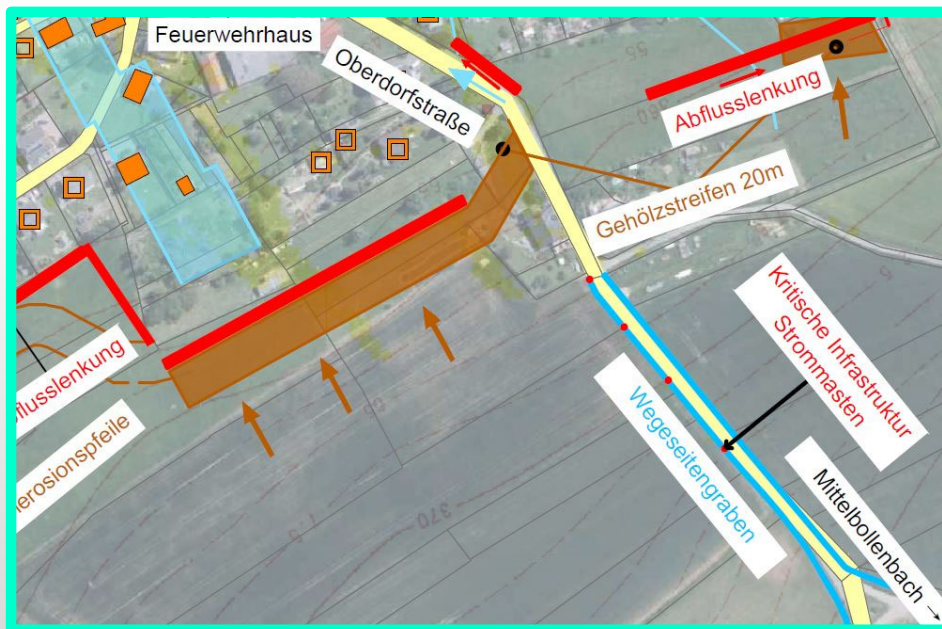 Feuerwehrhaus
Oberdorfstraße
Abflusslenkung
Gehölzstreifen 20m
Kritische Infrastruktur
Strommasten
Wegeseitengraben
Mittelbollenbach →
flusslenkung
erosionspfeile
370